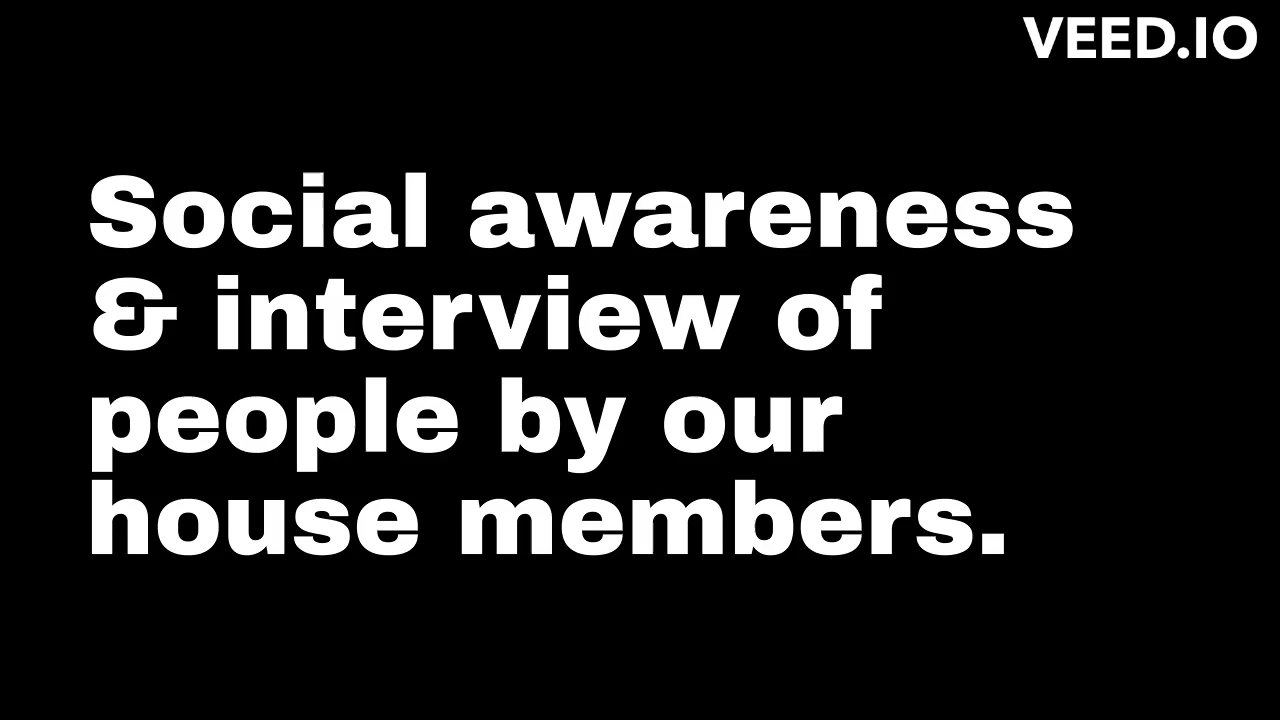 VEED.IO
Social awareness
& interview of
people by our
house members.